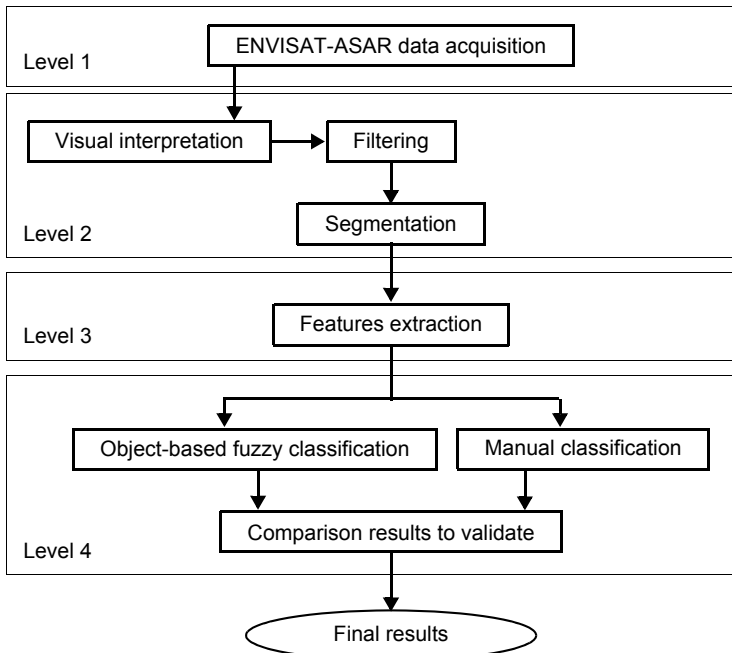 ENVISAT-ASAR data acquisition
Level 1
Visual interpretation
Filtering
Segmentation
Level 2
Features extraction
Level 3
Object-based fuzzy classification
Manual classification
Comparison results to validate
Level 4
Final results